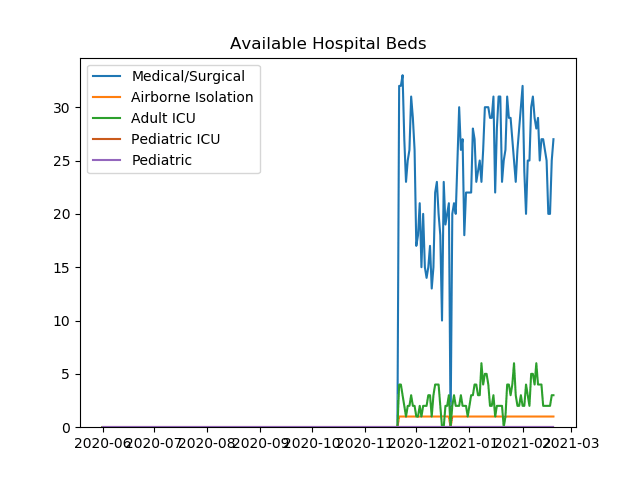 Available Hospital Beds
Medical/Surgical
Airborne Isolation
Adult ICU
Pediatric ICU
Pediatric
30
25
20
15
10
5
0
2020-06 2020-07 2020-08 2020-09 2020-10 2020-11 2020-12 2021-01 2021-02 2021-03